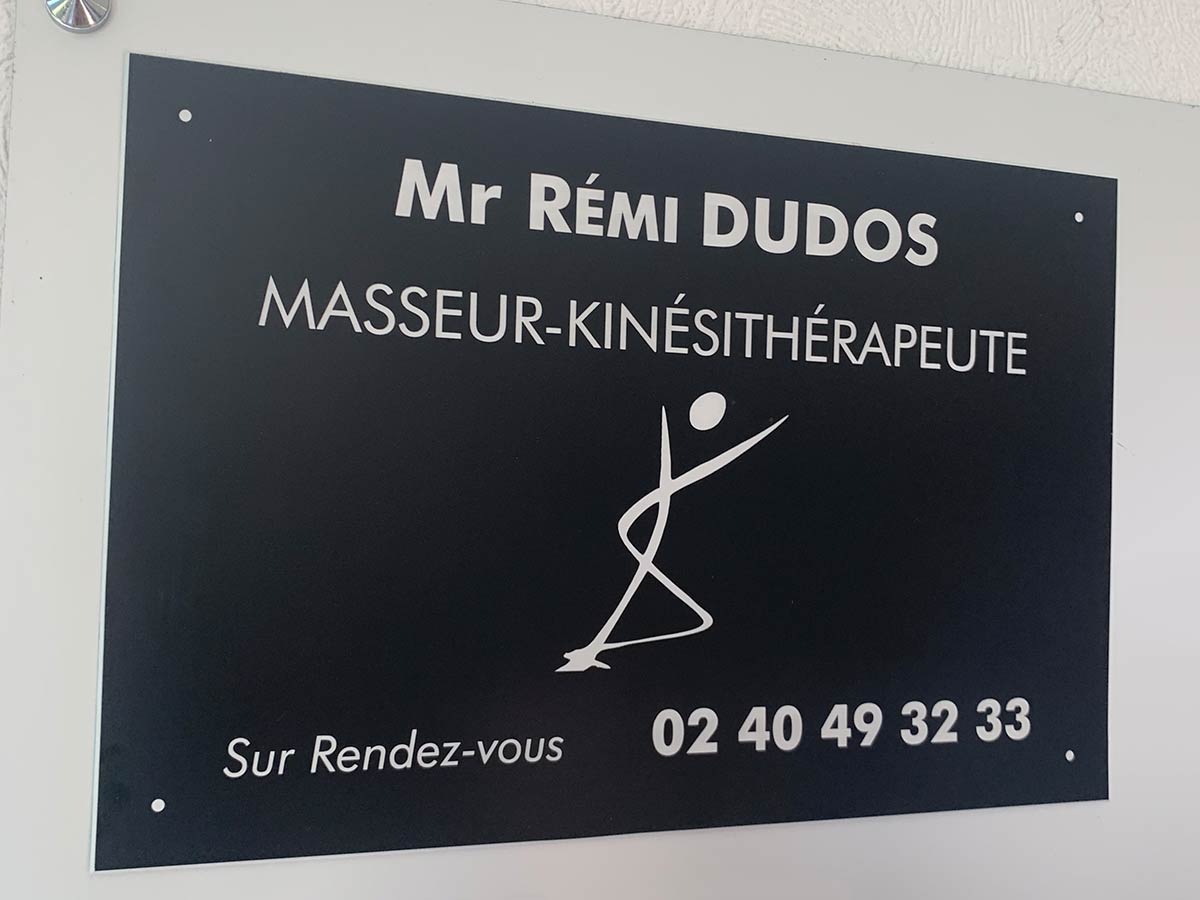 Mr RÉMI DUDOS
MASSEUR-KINÉSITHÉRAPEUTE
Sur Rendez-vous 02 40 49 32 33